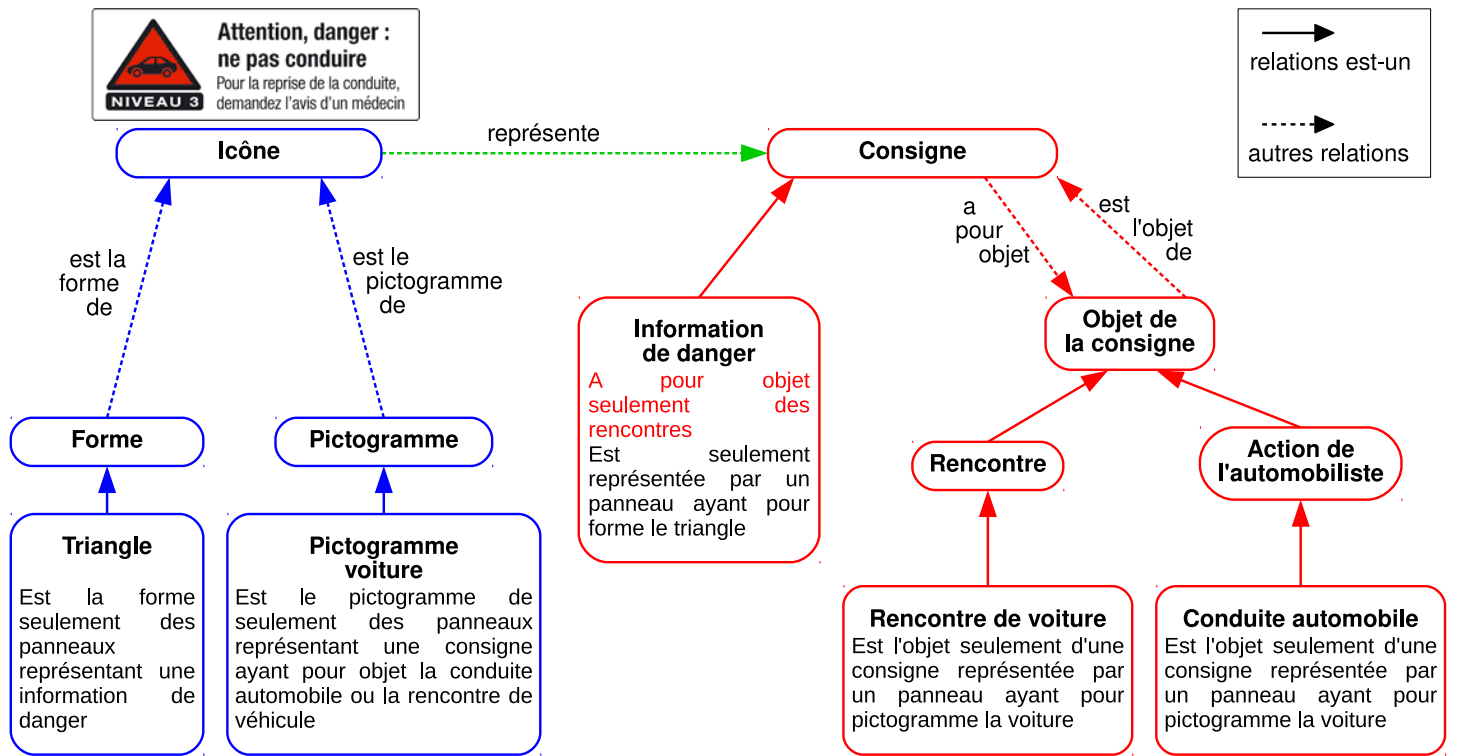 Attention, danger :
ne pas conduire
Pour la reprise de la conduite,
demandez l'avis d'un médecin
NIVEAU 3
relations est-un
autres relations
Icône
représente
Consigne
est la
forme
de
est le
pictogramme
de
a
pour
objet
est
l'objet
de
Information
de danger
A pour objet
seulement des
rencontres
Est seulement
représentée par un
panneau ayant pour
forme le triangle
Objet de
la consigne
Forme
Pictogramme
Rencontre
Action de
l'automobiliste
Triangle
Est la forme
seulement des
panneaux
représentant une
information de
danger
Pictogramme
voiture
Est le pictogramme de
seulement des panneaux
représentant une consigne
ayant pour objet la conduite
automobile ou la rencontre de
véhicule
Rencontre de voiture
Est l'objet seulement d'une
consigne représentée par
un panneau ayant pour
pictogramme la voiture
Conduite automobile
Est l'objet seulement d'une
consigne représentée par
un panneau ayant pour
pictogramme la voiture